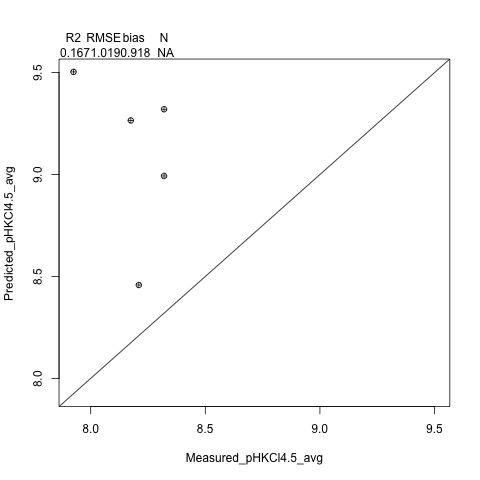 R2 RMSE bias N
0.1671.0190.918 NA
9.5
9.0
8.5
8.0
Predicted_pHKCl4.5_avg
8.0 8.5 9.0 9.5
Measured_pHKCl4.5_avg